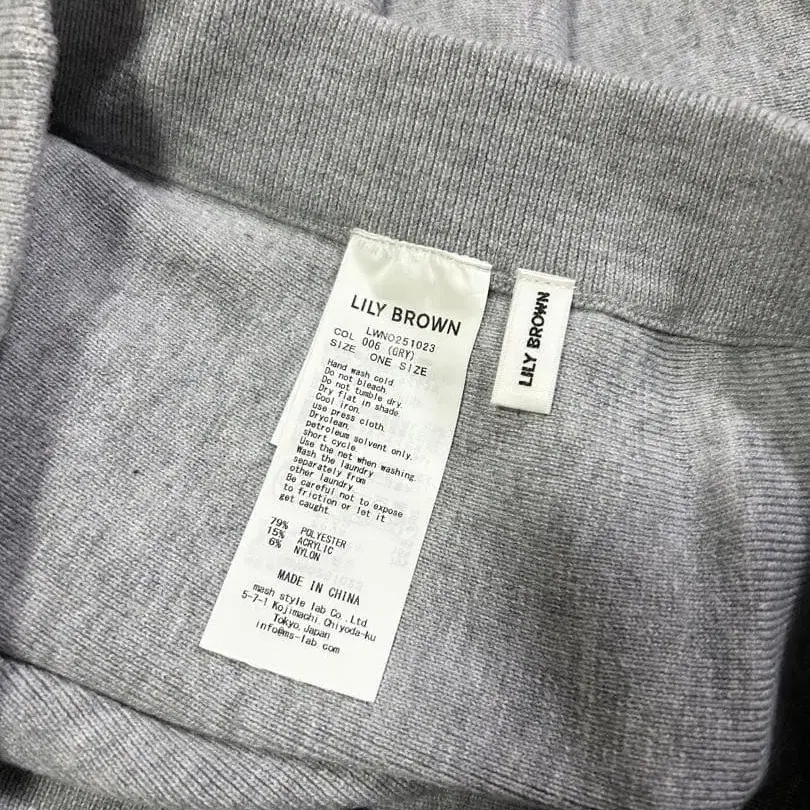 LILY BROWN
LWNO251023
COL 006 (GRY)
SIZE ONE SIZE
Hand wash cold.
Do not bleach.
Do not tumble dry.
Dry flat in shade.
Cool iron.
use press cloth.
Dryclean.
petroleum solvent only.
short cycle.
Use the net when washing.
Wash the laundry
separately from
other laundry.
Be careful not to expose
to friction or let it
get caught.
79% POLYESTER
15% ACRYLIC
6% NYLON
MADE IN CHINA
mash style lab Co.,Ltd.
5-7-1 Kojimachi,Chiyoda-ku
Tokyo,Japan
info@ms-lab.com
LILY BROWN